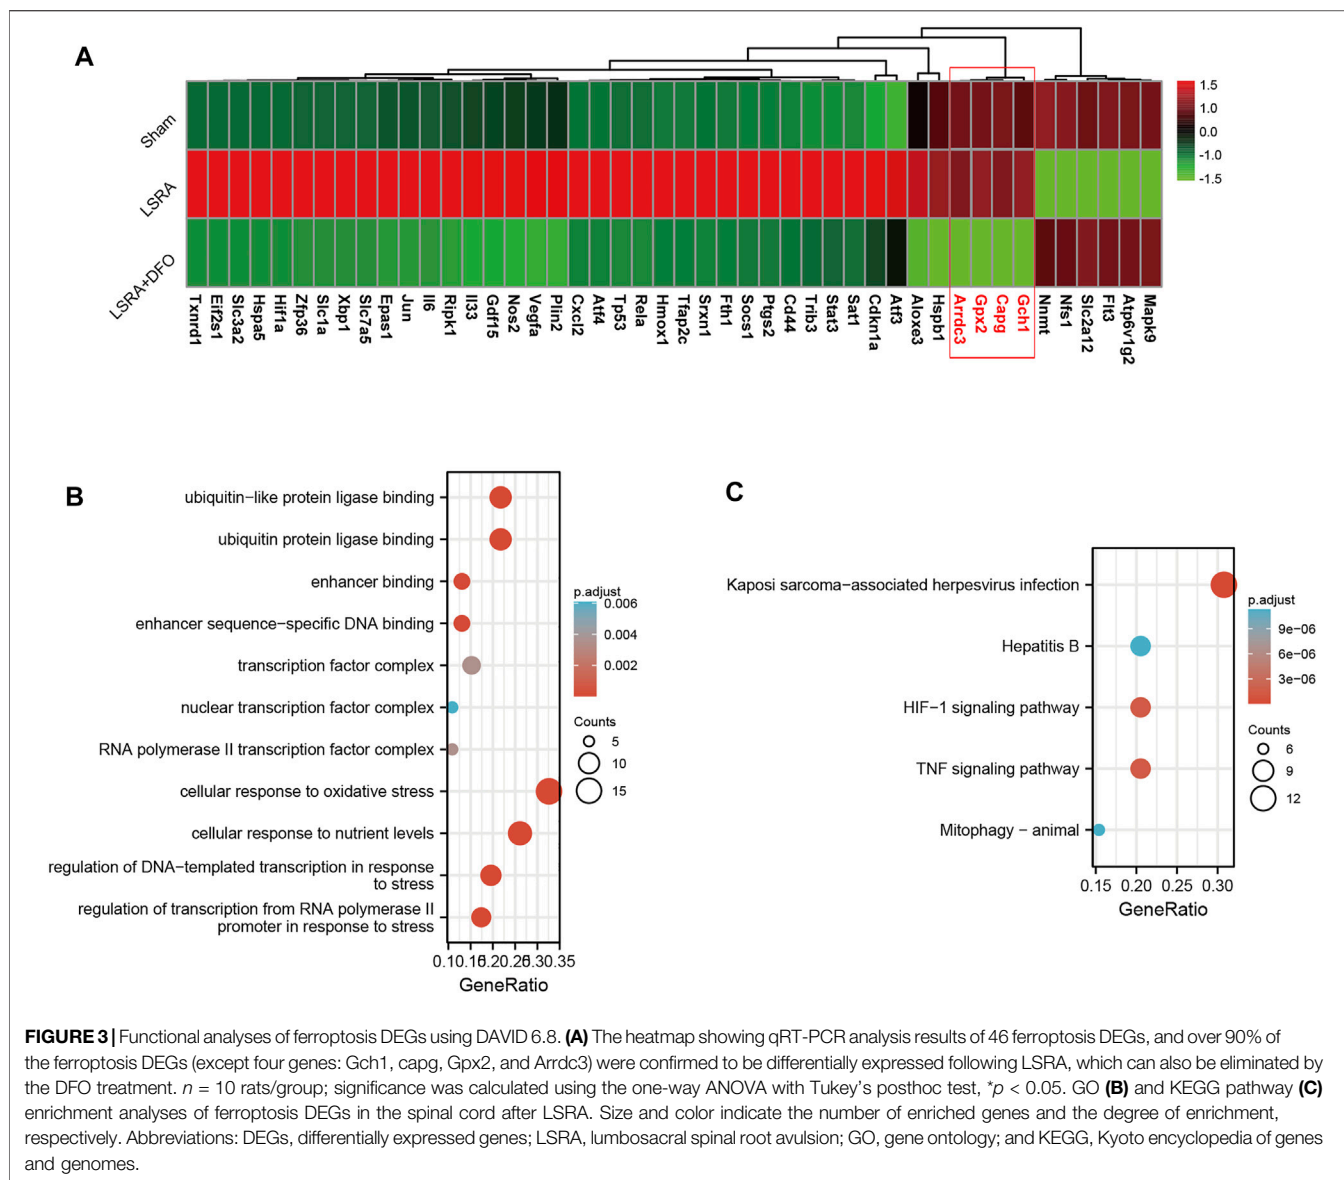 A
1.5
1.0
0.0
-1.0
-1.5
Sham
LSRA
LSRA+DFO
Txnrd1
Eif2s1
Slc3a2
Hspa5
Hif1a
Zfp36
Slc1a
Xbp1
Slc7a5
Epas1
Jun
Il6
Ripk1
Il33
Gdf15
Nos2
Vegfa
Plin2
Cxcl2
Atf4
Tp53
Rela
Hmox1
Tfap2c
Srxn1
Fth1
Socs1
Ptgs2
Cd44
Trib3
Stat3
Sat1
Cdkn1a
Atf3
Aloxe3
Hspb1
Arrdc3
Gpx2
Capg
Gch1
Nnmt
Nfs1
Slc2a12
Flt3
Atp6v1g2
Mapk9
B
ubiquitin−like protein ligase binding
ubiquitin protein ligase binding
enhancer binding
enhancer sequence−specific DNA binding
transcription factor complex
nuclear transcription factor complex
RNA polymerase II transcription factor complex
cellular response to oxidative stress
cellular response to nutrient levels
regulation of DNA−templated transcription in response
to stress
regulation of transcription from RNA polymerase II
promoter in response to stress
0.10 0.15 0.20 0.25 0.30 0.35
GeneRatio
p.adjust
0.006
0.004
0.002
Counts
5
10
15
C
Kaposi sarcoma−associated herpesvirus infection
Hepatitis B
HIF−1 signaling pathway
TNF signaling pathway
Mitophagy − animal
0.15 0.20 0.25 0.30
GeneRatio
p.adjust
9e−06
6e−06
3e−06
Counts
6
9
12
FIGURE 3 | Functional analyses of ferroptosis DEGs using DAVID 6.8. (A) The heatmap showing qRT-PCR analysis results of 46 ferroptosis DEGs, and over 90% of
the ferroptosis DEGs (except four genes: Gch1, capg, Gpx2, and Arrdc3) were confirmed to be differentially expressed following LSRA, which can also be eliminated by
the DFO treatment. n = 10 rats/group; significance was calculated using the one-way ANOVA with Tukey's posthoc test, *p < 0.05. GO (B) and KEGG pathway (C)
enrichment analyses of ferroptosis DEGs in the spinal cord after LSRA. Size and color indicate the number of enriched genes and the degree of enrichment,
respectively. Abbreviations: DEGs, differentially expressed genes; LSRA, lumbosacral spinal root avulsion; GO, gene ontology; and KEGG, Kyoto encyclopedia of genes
and genomes.